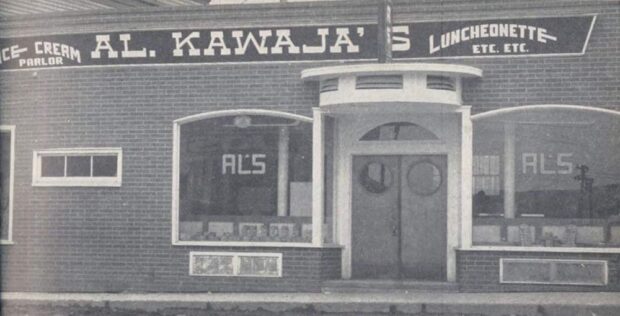 ICE CREAM
PARLOR
AL. KAWAJA'S
LUNCHEONETTE
ETC. ETC.
AL'S
AL'S